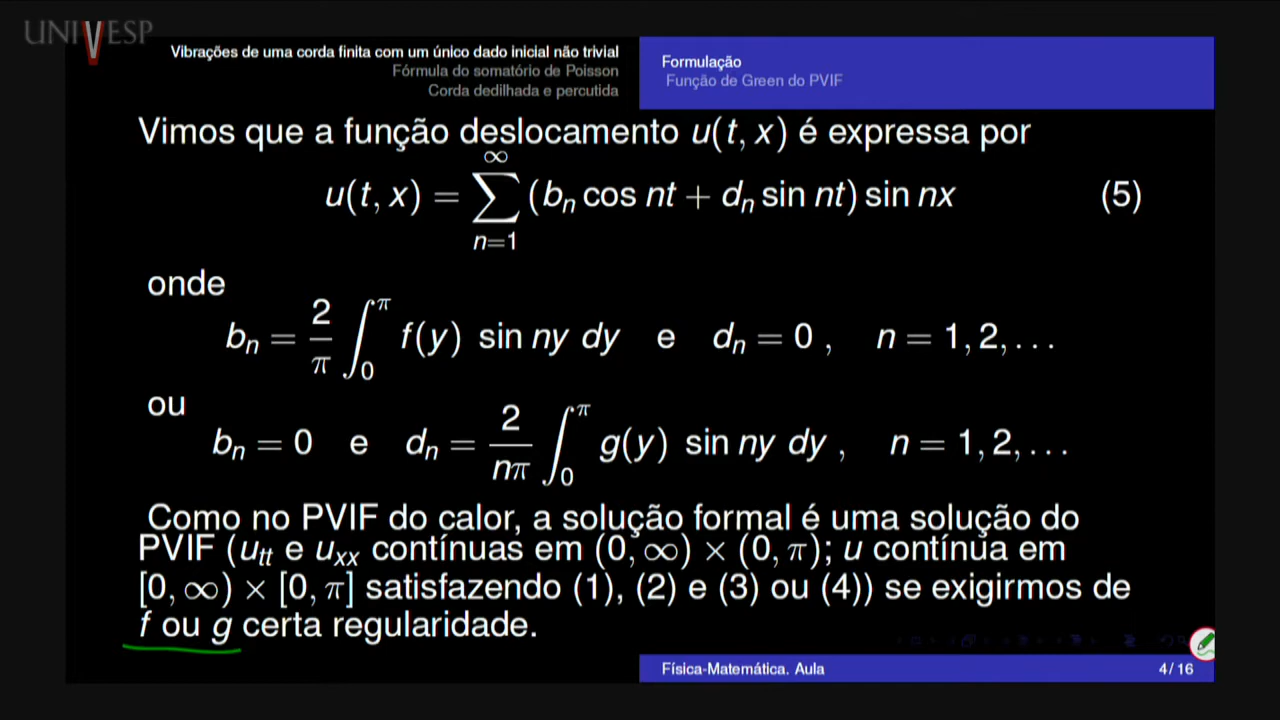 UNIVESP
Vibrações de uma corda finita com um único dado inicial não trivial
Fórmula do somatório de Poisson
Corda dedilhada e percutida
Formulação
Função de Green do PVIF
Vimos que a função deslocamento u(t, x) é expressa por
u(t, x) = ∑_{n=1}^{∞} (b_n cos nt + d_n sin nt) sin nx (5)
onde
b_n = 2/π ∫_0^π f(y) sin ny dy e d_n = 0 , n = 1, 2, . . .
ou
b_n = 0 e d_n = 2/nπ ∫_0^π g(y) sin ny dy , n = 1, 2, . . .
Como no PVIF do calor, a solução formal é uma solução do
PVIF (u_tt e u_xx contínuas em (0, ∞) × (0, π); u contínua em
[0, ∞) × [0, π] satisfazendo (1), (2) e (3) ou (4)) se exigirmos de
f ou g certa regularidade.
Física-Matemática. Aula
4/ 16